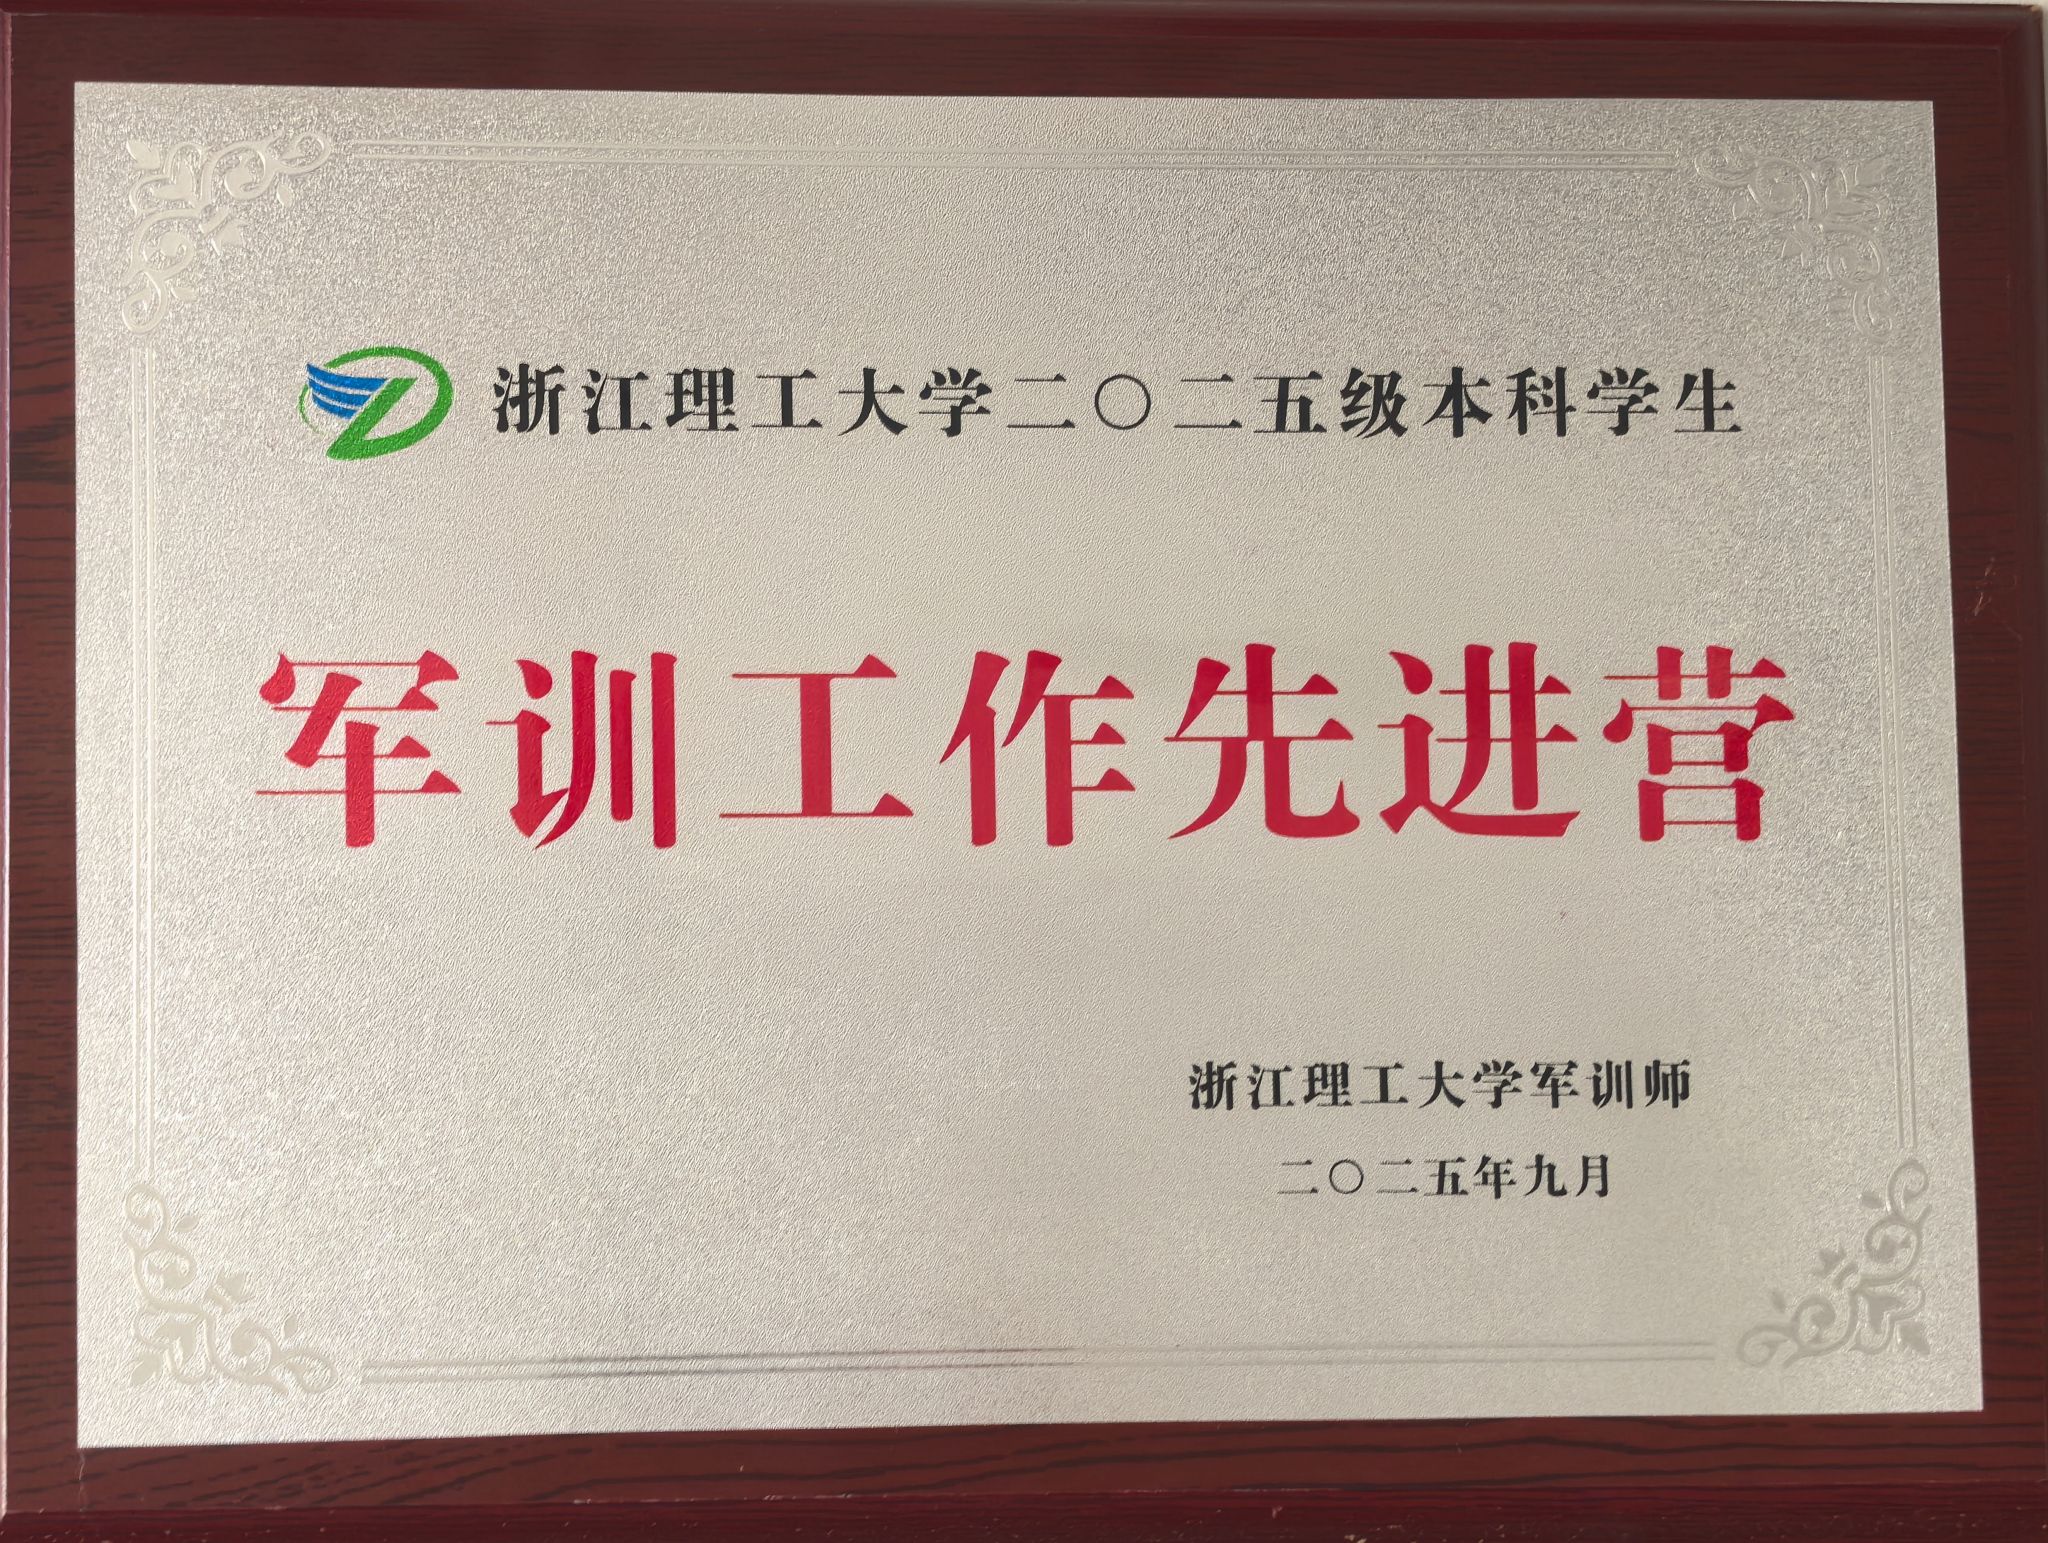 浙江理工大学二〇二五级本科学生
军训工作先进营
浙江理工大学军训师
二〇二五年九月